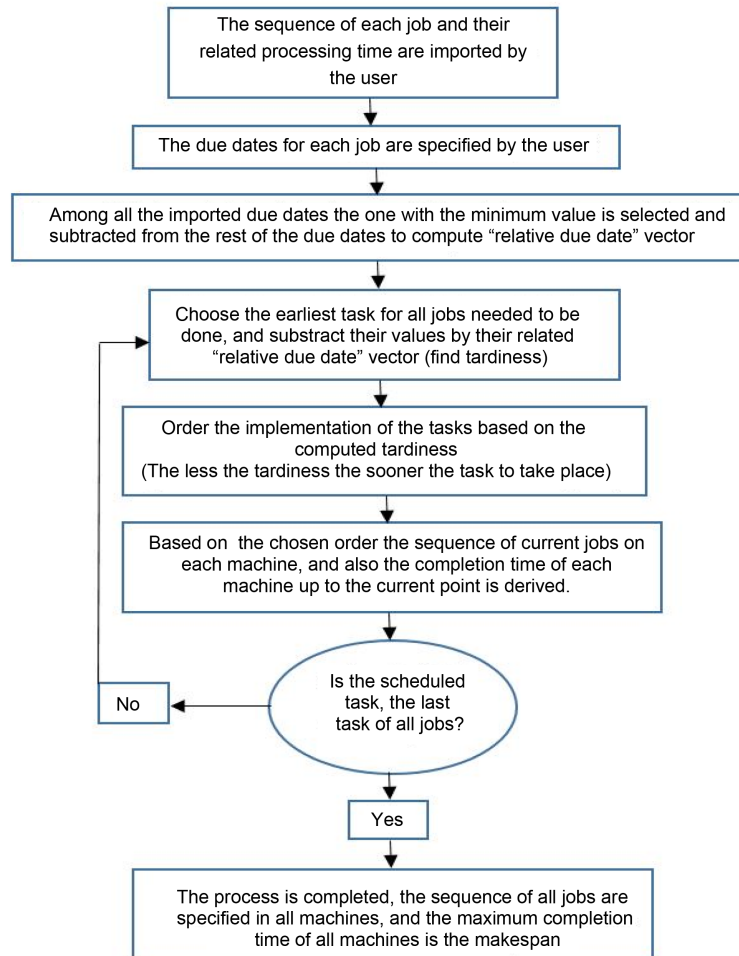 The sequence of each job and their
related processing time are imported by
the user
The due dates for each job are specified by the user
Among all the imported due dates the one with the minimum value is selected and
subtracted from the rest of the due dates to compute “relative due date” vector
Choose the earliest task for all jobs needed to be
done, and substract their values by their related
“relative due date” vector (find tardiness)
Order the implementation of the tasks based on the
computed tardiness
(The less the tardiness the sooner the task to take place)
Based on the chosen order the sequence of current jobs on
each machine, and also the completion time of each
machine up to the current point is derived.
Is the scheduled
task, the last
task of all jobs?
No
Yes
The process is completed, the sequence of all jobs are
specified in all machines, and the maximum completion
time of all machines is the makespan